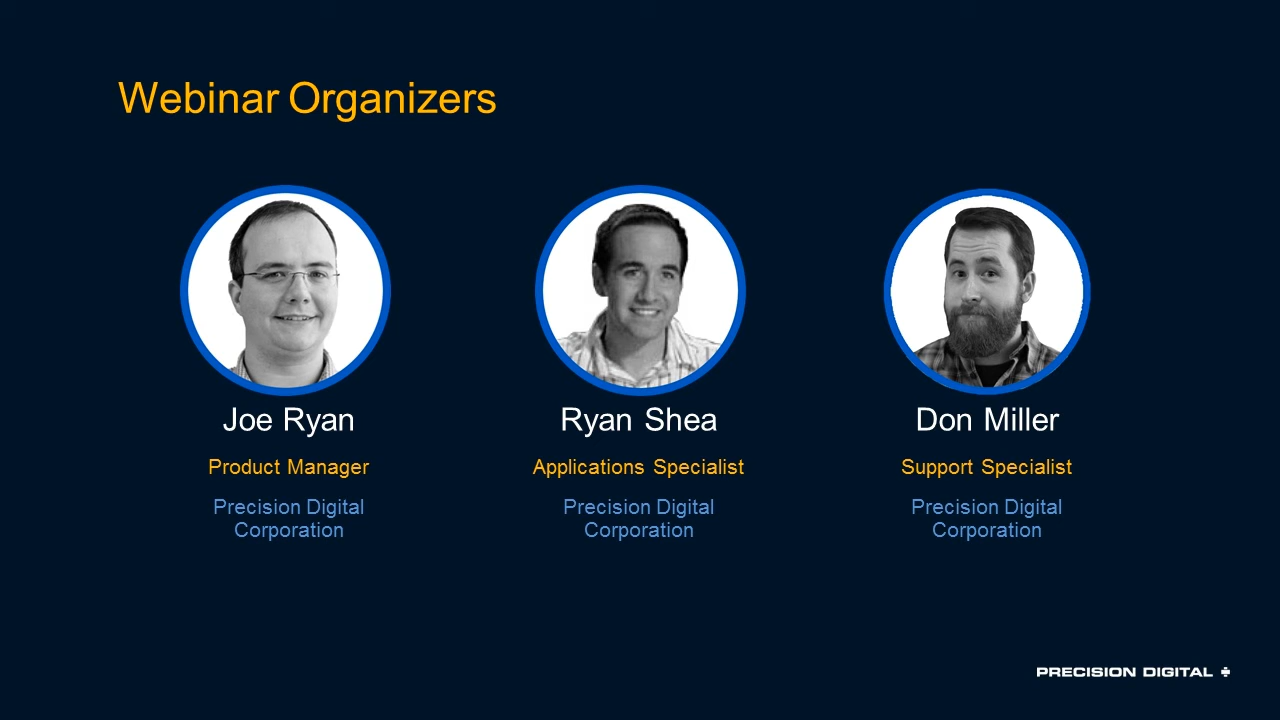 Webinar Organizers
Joe Ryan
Product Manager
Precision Digital
Corporation
Ryan Shea
Applications Specialist
Precision Digital
Corporation
Don Miller
Support Specialist
Precision Digital
Corporation
PRECISION DIGITAL